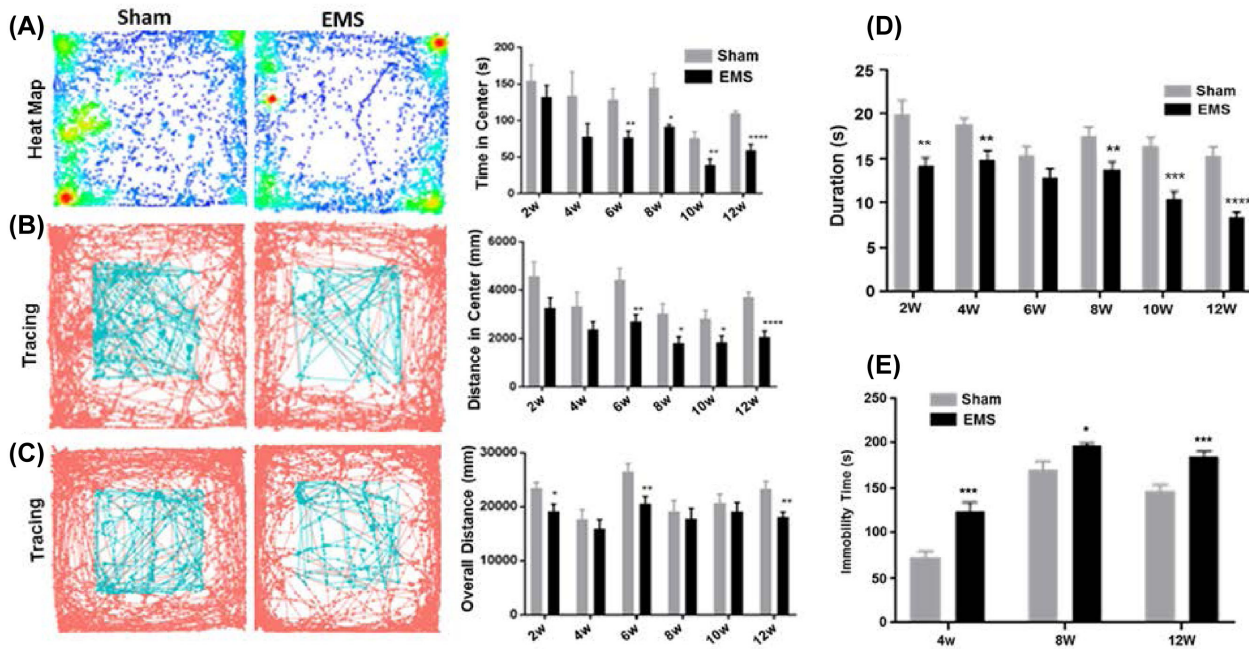 (A)
Sham
EMS
Heat Map
Time in Center (s)
200
150
100
50
0
Sham
EMS
**
*
**
****
2w
4w
6w
8w
10w
12w
(B)
Tracing
Distance in Center (mm)
6000
4000
2000
0
**
*
*
****
2w
4w
6w
8w
10w
12w
(C)
Tracing
Overall Distance (mm)
30000
20000
10000
0
*
**
**
2w
4w
6w
8w
10w
12w
(D)
Duration (s)
25
20
15
10
5
0
Sham
EMS
**
**
**
***
****
2W
4W
6W
8W
10W
12W
(E)
Immobility Time (s)
250
200
150
100
50
0
Sham
EMS
***
*
***
4w
8W
12W